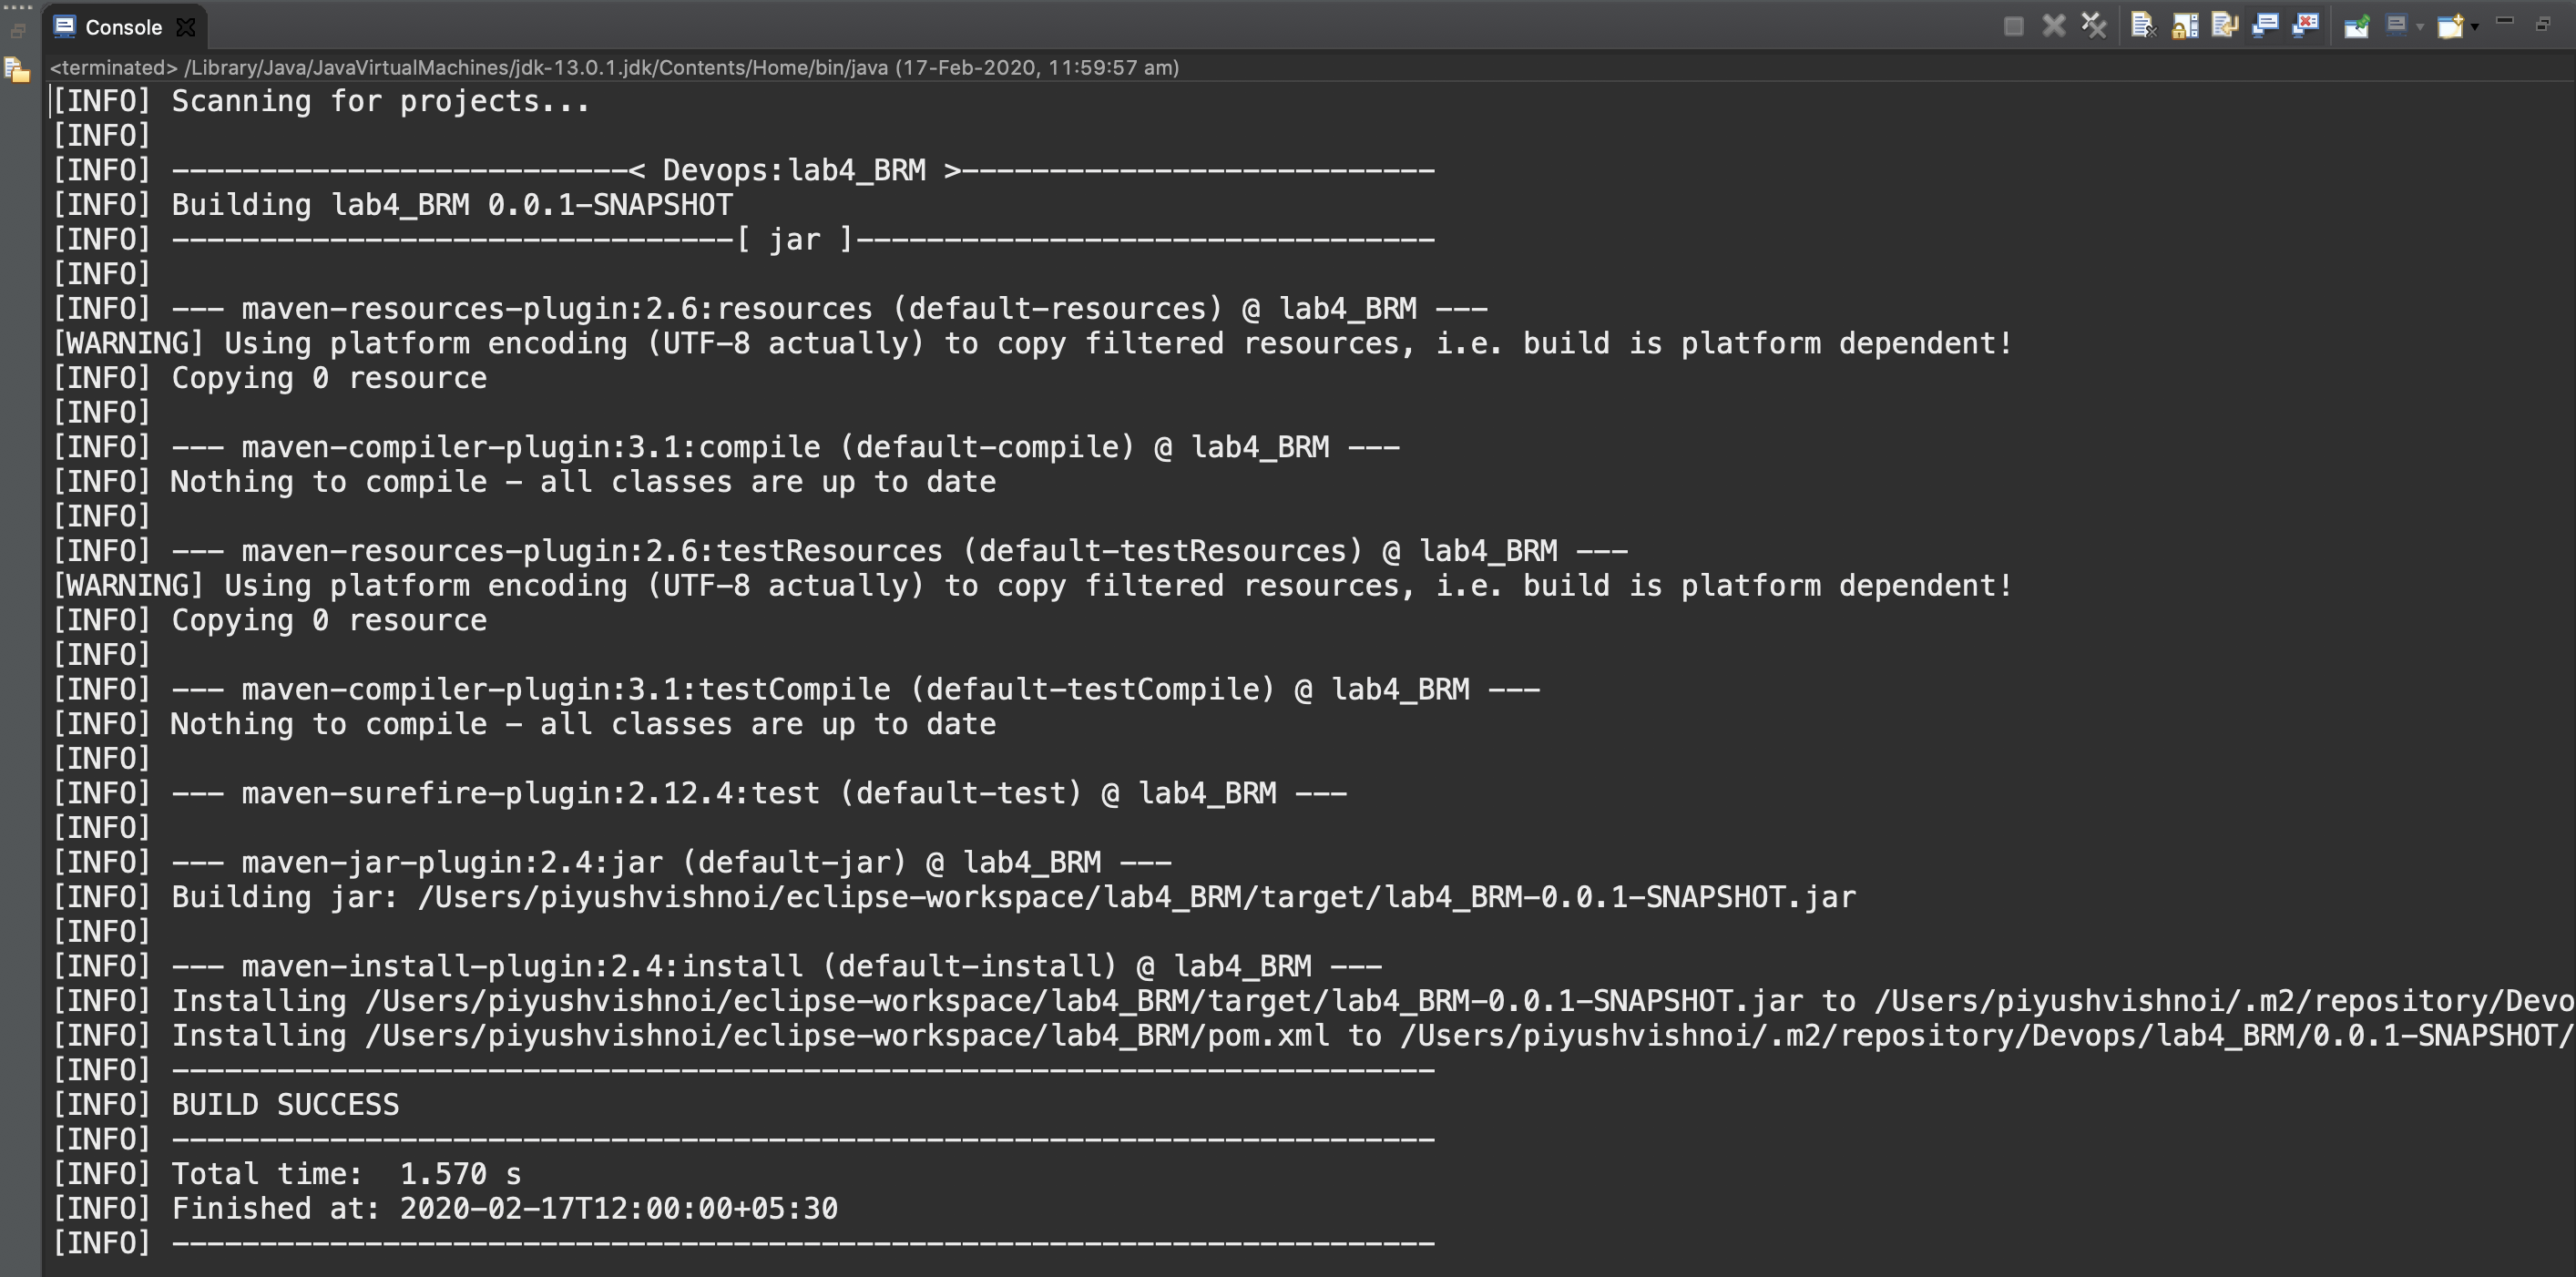 Console
<terminated> /Library/Java/JavaVirtualMachines/jdk-13.0.1.jdk/Contents/Home/bin/java (17-Feb-2020, 11:59:57 am)
[INFO] Scanning for projects...
[INFO]
[INFO] --------------------------< Devops:lab4_BRM >---------------------------
[INFO] Building lab4_BRM 0.0.1-SNAPSHOT
[INFO] --------------------------------[ jar ]---------------------------------
[INFO]
[INFO] --- maven-resources-plugin:2.6:resources (default-resources) @ lab4_BRM ---
[WARNING] Using platform encoding (UTF-8 actually) to copy filtered resources, i.e. build is platform dependent!
[INFO] Copying 0 resource
[INFO]
[INFO] --- maven-compiler-plugin:3.1:compile (default-compile) @ lab4_BRM ---
[INFO] Nothing to compile - all classes are up to date
[INFO]
[INFO] --- maven-resources-plugin:2.6:testResources (default-testResources) @ lab4_BRM ---
[WARNING] Using platform encoding (UTF-8 actually) to copy filtered resources, i.e. build is platform dependent!
[INFO] Copying 0 resource
[INFO]
[INFO] --- maven-compiler-plugin:3.1:testCompile (default-testCompile) @ lab4_BRM ---
[INFO] Nothing to compile - all classes are up to date
[INFO]
[INFO] --- maven-surefire-plugin:2.12.4:test (default-test) @ lab4_BRM ---
[INFO]
[INFO] --- maven-jar-plugin:2.4:jar (default-jar) @ lab4_BRM ---
[INFO] Building jar: /Users/piyushvishnoi/eclipse-workspace/lab4_BRM/target/lab4_BRM-0.0.1-SNAPSHOT.jar
[INFO]
[INFO] --- maven-install-plugin:2.4:install (default-install) @ lab4_BRM ---
[INFO] Installing /Users/piyushvishnoi/eclipse-workspace/lab4_BRM/target/lab4_BRM-0.0.1-SNAPSHOT.jar to /Users/piyushvishnoi/.m2/repository/Devo
[INFO] Installing /Users/piyushvishnoi/eclipse-workspace/lab4_BRM/pom.xml to /Users/piyushvishnoi/.m2/repository/Devops/lab4_BRM/0.0.1-SNAPSHOT/
[INFO] ------------------------------------------------------------------------
[INFO] BUILD SUCCESS
[INFO] ------------------------------------------------------------------------
[INFO] Total time:  1.570 s
[INFO] Finished at: 2020-02-17T12:00:00+05:30
[INFO] ------------------------------------------------------------------------